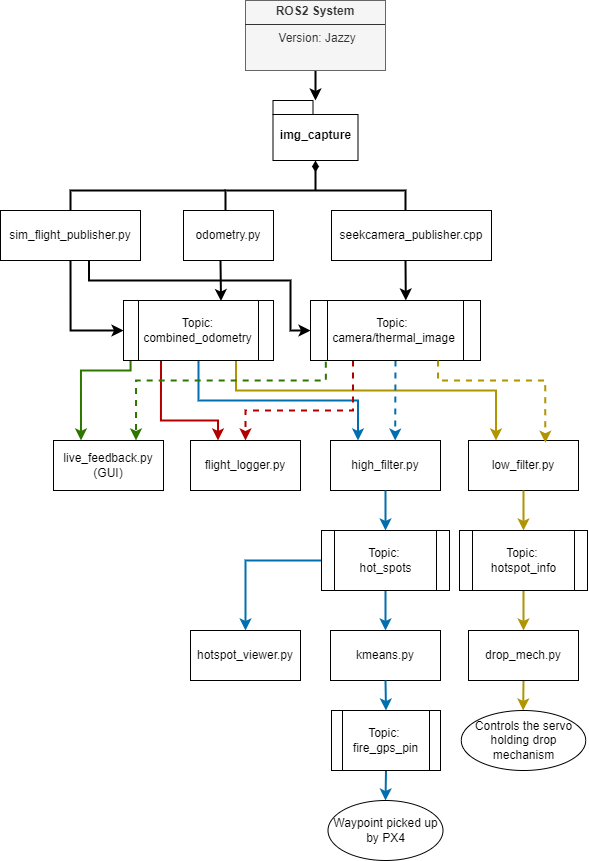 ROS2 System
Version: Jazzy
img_capture
sim_flight_publisher.py
odometry.py
seekcamera_publisher.cpp
Topic:
combined_odometry
Topic:
camera/thermal_image
live_feedback.py
(GUI)
flight_logger.py
high_filter.py
low_filter.py
Topic:
hot_spots
Topic:
hotspot_info
hotspot_viewer.py
kmeans.py
drop_mech.py
Topic:
fire_gps_pin
Controls the servo
holding drop
mechanism
Waypoint picked up
by PX4